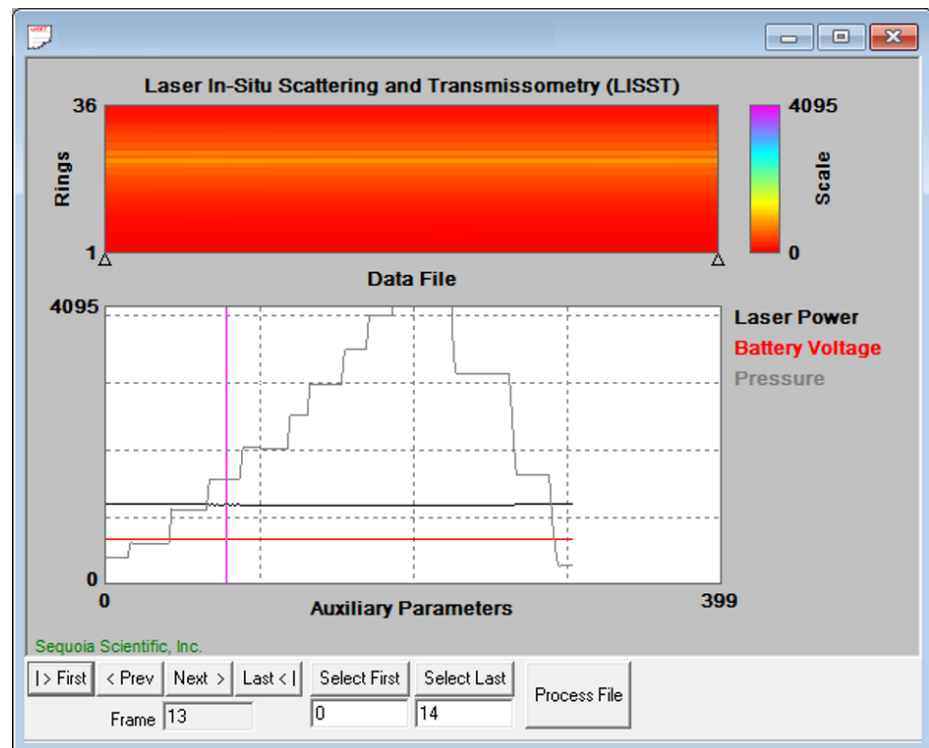 Laser In-Situ Scattering and Transmissometry (LISST)
36
Rings
1
4095
Scale
0
Data File
4095
0
0
399
Auxiliary Parameters
Laser Power
Battery Voltage
Pressure
Sequoia Scientific, Inc.
|> First < Prev Next > Last <| Select First Select Last Process File
Frame 13 0 14